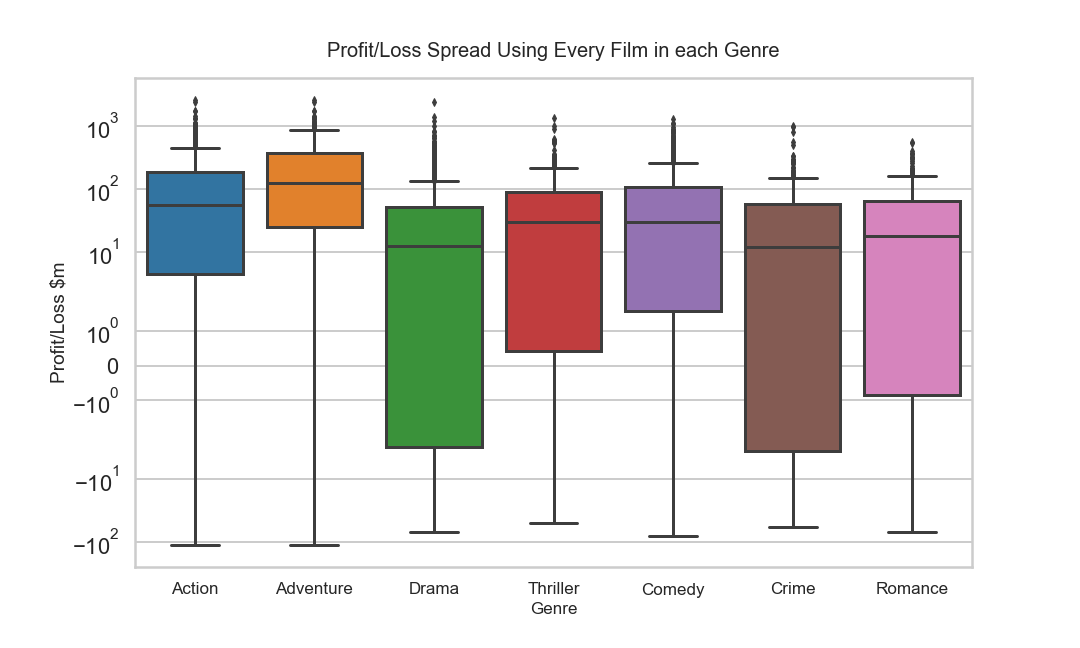 Profit/Loss Spread Using Every Film in each Genre
Profit/Loss $m
10³
10²
10¹
10⁰
0
−10⁰
−10¹
−10²
Action Adventure Drama Thriller Comedy Crime Romance
Genre